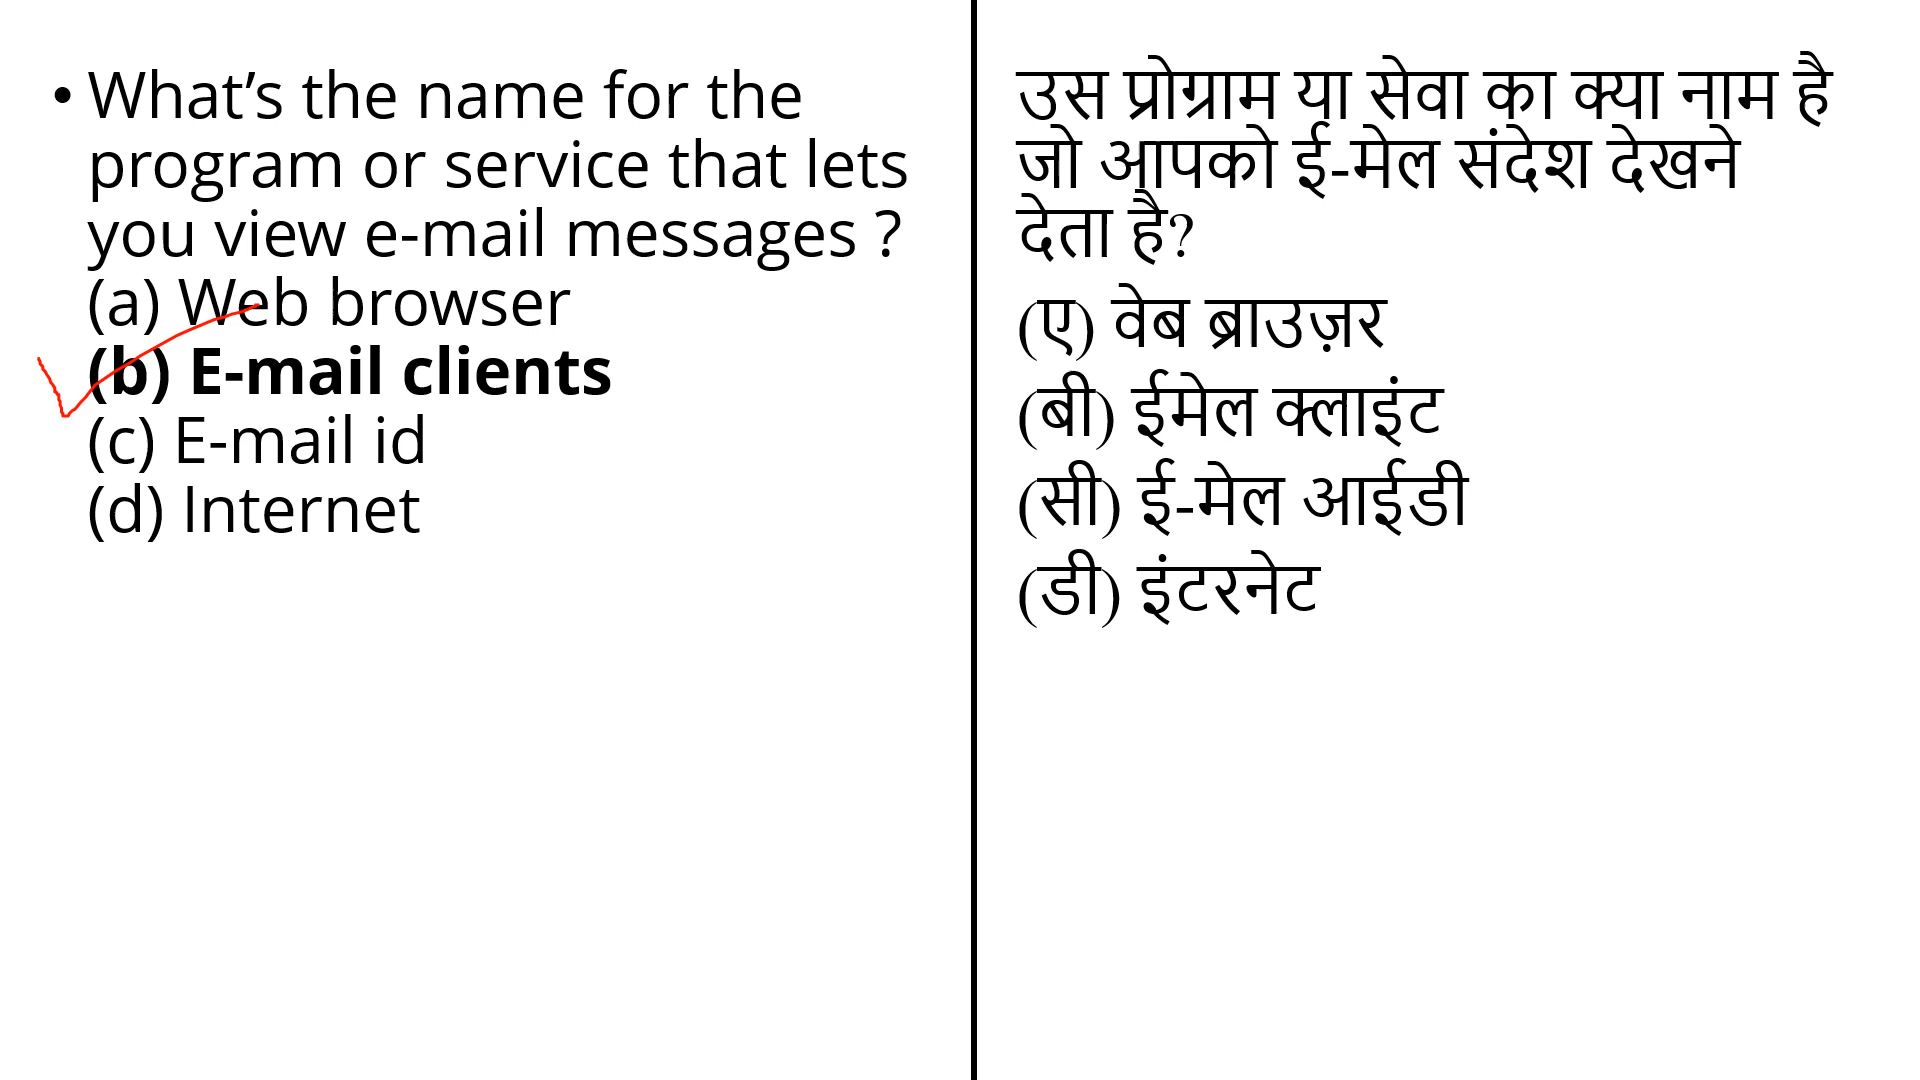 • What’s the name for the
program or service that lets
you view e-mail messages ?
(a) Web browser
(b) E-mail clients
(c) E-mail id
(d) Internet
उस प्रोग्राम या सेवा का क्या नाम है
जो आपको ई-मेल संदेश देखने
देता है?
(ए) वेब ब्राउज़र
(बी) ईमेल क्लाइंट
(सी) ई-मेल आईडी
(डी) इंटरनेट